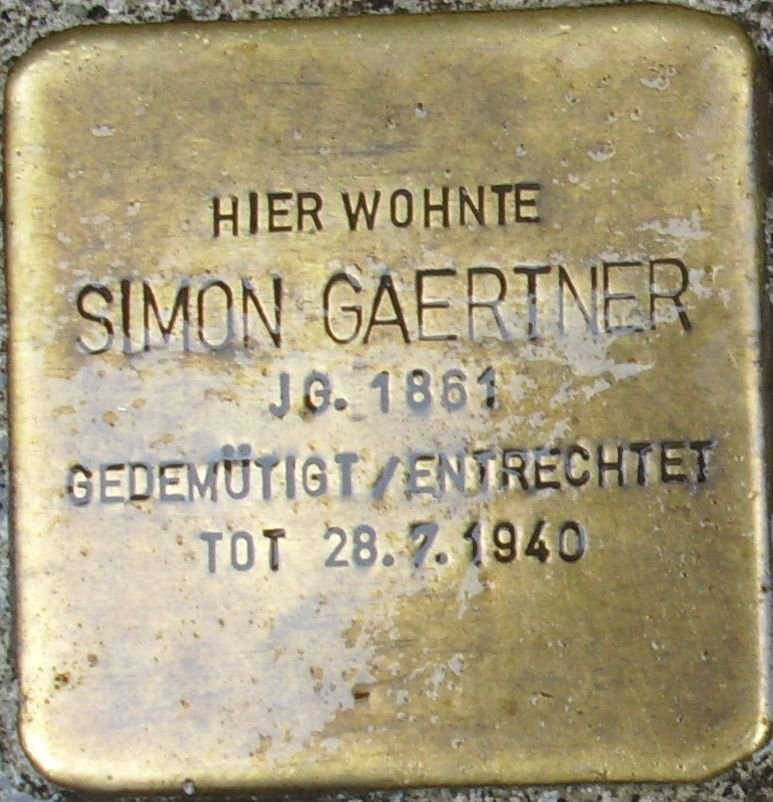 HIER WOHNTE
SIMON GAERTNER
JG. 1861
GEDEMÜTIGT/ENTRECHTET
TOT 28.7.1940